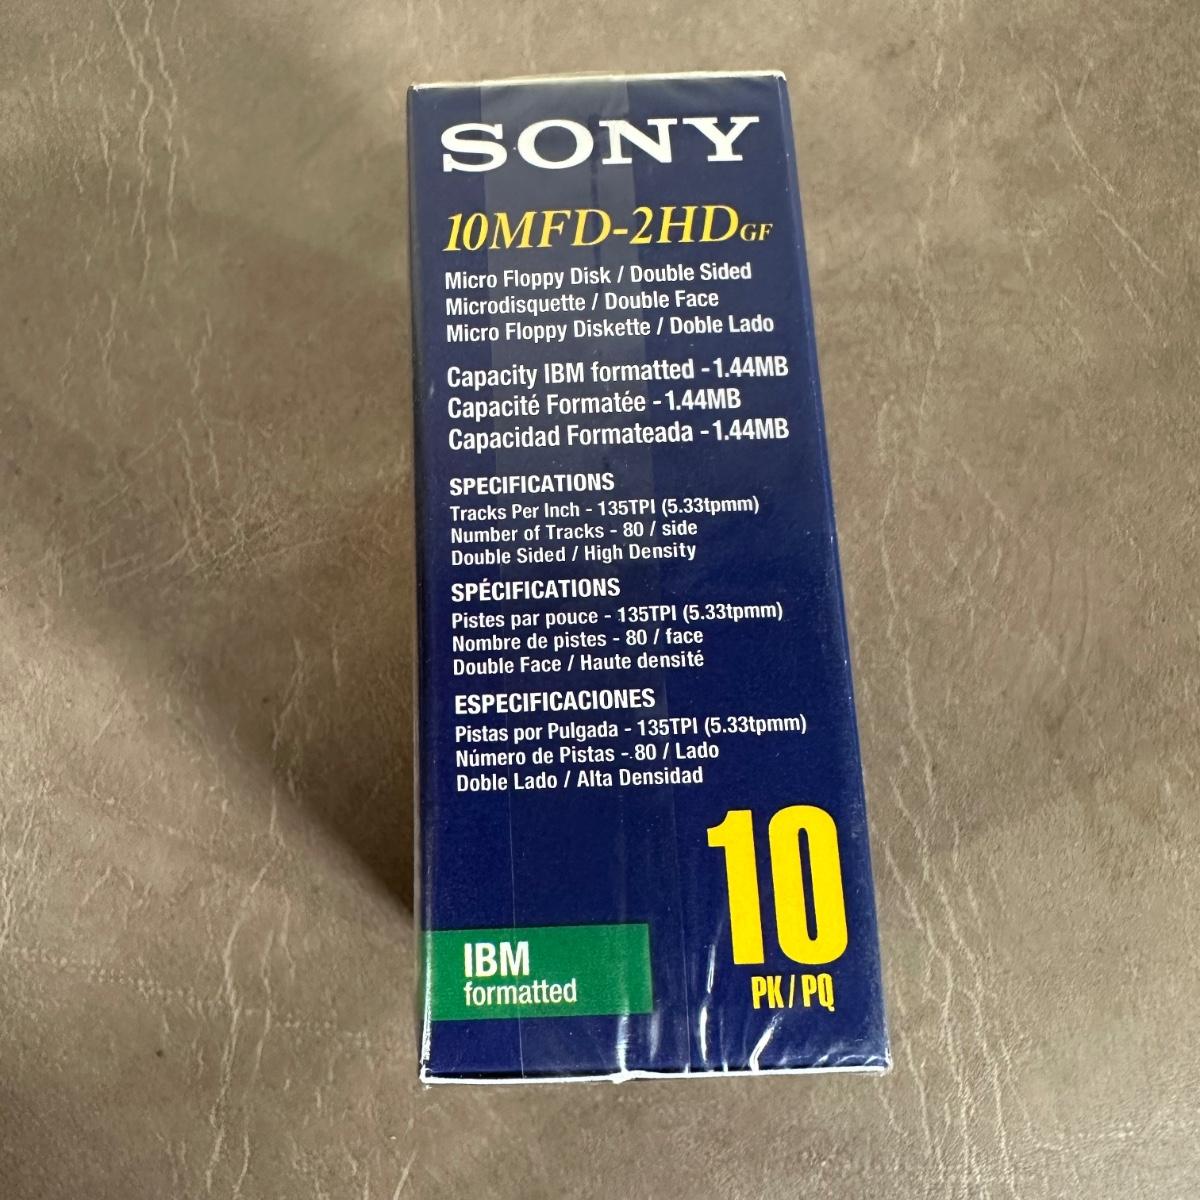 SONY
10MFD-2HDGF
Micro Floppy Disk / Double Sided
Microdisquette / Double Face
Micro Floppy Diskette / Doble Lado
Capacity IBM formatted - 1.44MB
Capacité Formatée - 1.44MB
Capacidad Formateada - 1.44MB
SPECIFICATIONS
Tracks Per Inch - 135TPI (5.33tpmm)
Number of Tracks - 80 / side
Double Sided / High Density
SPÉCIFICATIONS
Pistes par pouce - 135TPI (5.33tpmm)
Nombre de pistes - 80 / face
Double Face / Haute densité
ESPECIFICACIONES
Pistas por Pulgada - 135TPI (5.33tpmm)
Número de Pistas - 80 / Lado
Doble Lado / Alta Densidad
10
PK / PQ
IBM
formatted